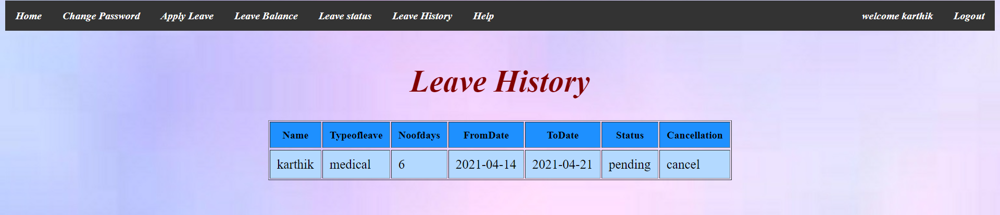 Home Change Password Apply Leave Leave Balance Leave status Leave History Help welcome karthik Logout
Leave History
Name Typeofleave Noofdays FromDate ToDate Status Cancellation
karthik medical 6 2021-04-14 2021-04-21 pending cancel